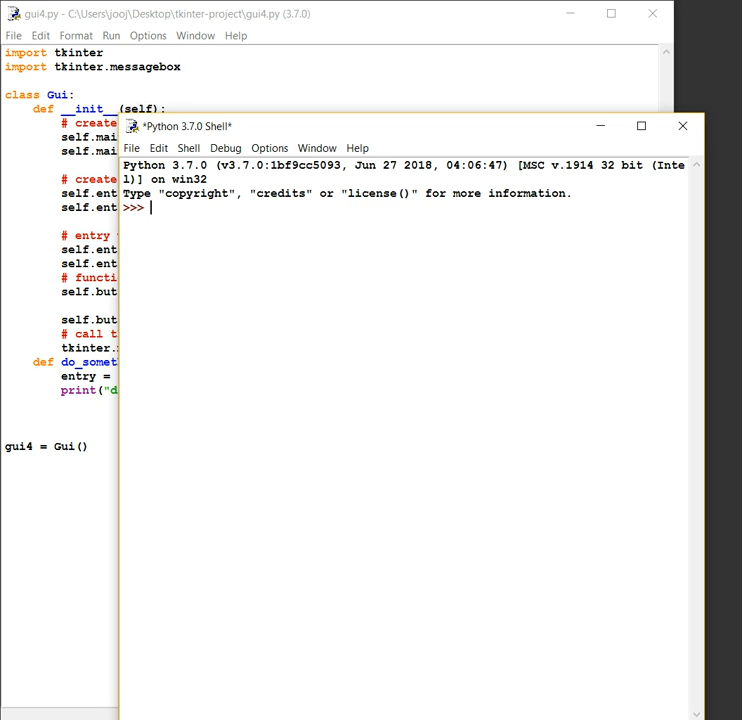 gui4.py - C:\Users\jooj\Desktop\tkinter-project\gui4.py (3.7.0)
File Edit Format Run Options Window Help
import tkinter
import tkinter.messagebox
class Gui:
def __init__(self):
# create
self.mai
self.mai
# create
self.ent
self.ent
# entry
self.ent
self.ent
# functi
self.but
self.but
# call t
tkinter.
def do_somet
entry =
print("d
gui4 = Gui()
*Python 3.7.0 Shell*
File Edit Shell Debug Options Window Help
Python 3.7.0 (v3.7.0:1bf9cc5093, Jun 27 2018, 04:06:47) [MSC v.1914 32 bit (Inte
l)] on win32
Type "copyright", "credits" or "license()" for more information.
>>>